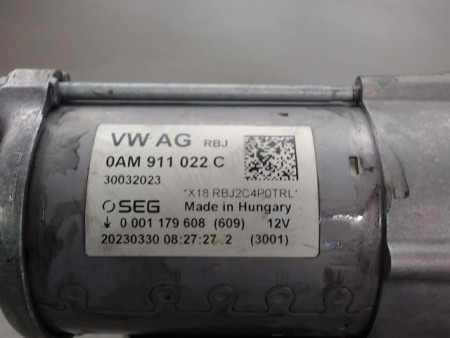 VW AG RBJ
0AM 911 022 C
30032023
*X18 RBJ2C4P0TRL*
SEG Made in Hungary
0 001 179 608 (609) 12V
20230330 08:27:27 2 (3001)